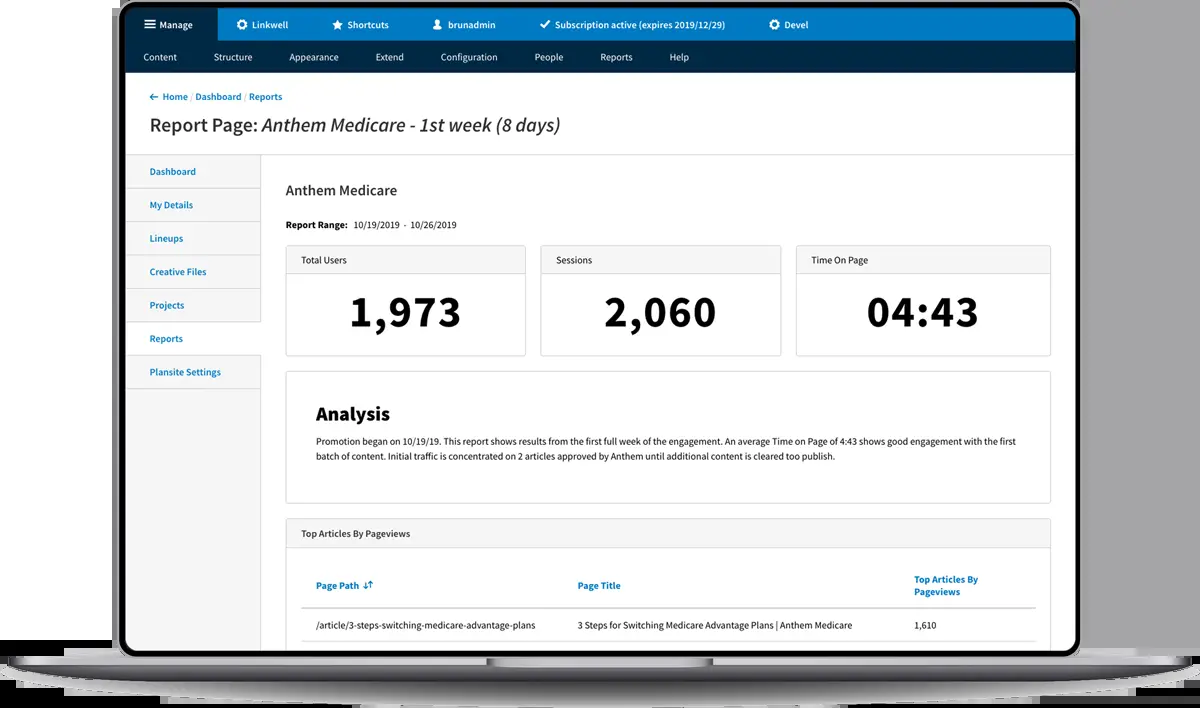 Manage Linkwell Shortcuts brunadmin Subscription active (expires 2019/12/29) Devel
Content Structure Appearance Extend Configuration People Reports Help
← Home / Dashboard / Reports
Report Page: Anthem Medicare - 1st week (8 days)
Dashboard
My Details
Lineups
Creative Files
Projects
Reports
Plansite Settings
Anthem Medicare
Report Range: 10/19/2019 - 10/26/2019
Total Users
1,973
Sessions
2,060
Time On Page
04:43
Analysis
Promotion began on 10/19/19. This report shows results from the first full week of the engagement. An average Time on Page of 4:43 shows good engagement with the first
batch of content. Initial traffic is concentrated on 2 articles approved by Anthem until additional content is cleared too publish.
Top Articles By Pageviews
Page Path
Page Title
Top Articles By
Pageviews
/article/3-steps-switching-medicare-advantage-plans
3 Steps for Switching Medicare Advantage Plans | Anthem Medicare
1,610